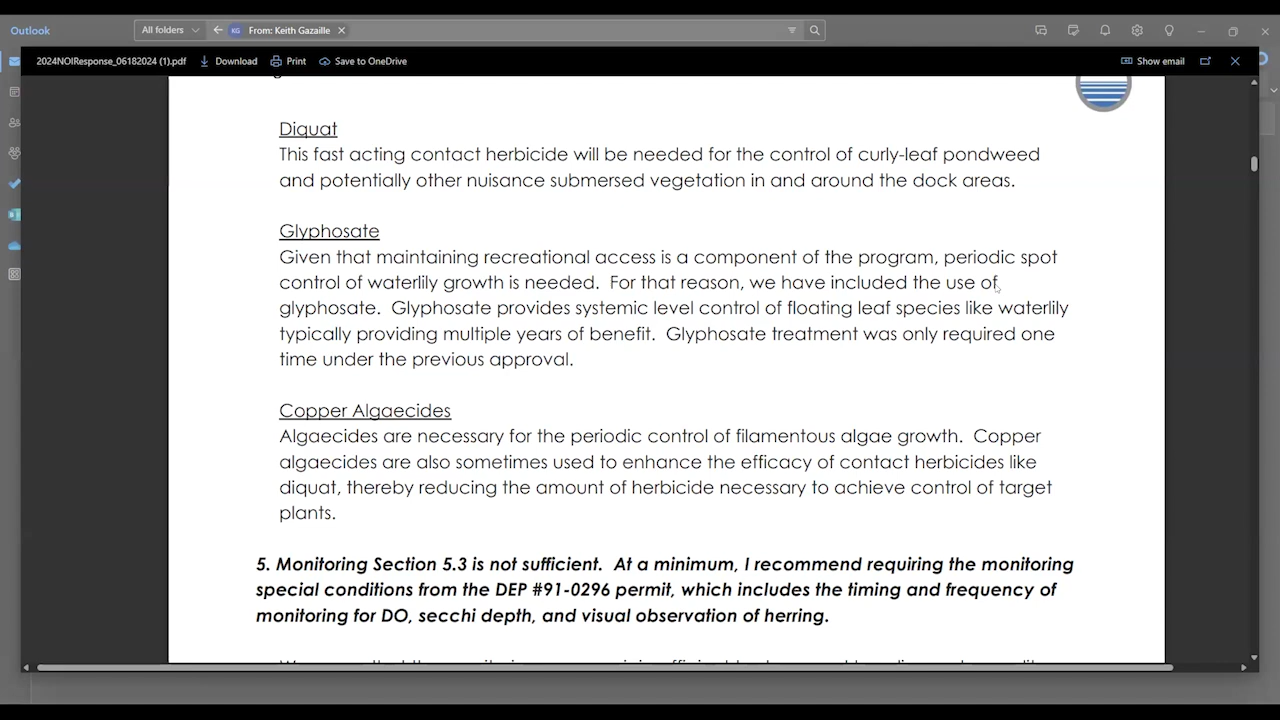 Outlook
All folders
KG From: Keith Gazaille
2024NOIResponse_06182024 (1).pdf
Download
Print
Save to OneDrive
Show email
Diquat
This fast acting contact herbicide will be needed for the control of curly-leaf pondweed
and potentially other nuisance submersed vegetation in and around the dock areas.
Glyphosate
Given that maintaining recreational access is a component of the program, periodic spot
control of waterlily growth is needed.  For that reason, we have included the use of
glyphosate.  Glyphosate provides systemic level control of floating leaf species like waterlily
typically providing multiple years of benefit.  Glyphosate treatment was only required one
time under the previous approval.
Copper Algaecides
Algaecides are necessary for the periodic control of filamentous algae growth.  Copper
algaecides are also sometimes used to enhance the efficacy of contact herbicides like
diquat, thereby reducing the amount of herbicide necessary to achieve control of target
plants.
5. Monitoring Section 5.3 is not sufficient.  At a minimum, I recommend requiring the monitoring
special conditions from the DEP #91-0296 permit, which includes the timing and frequency of
monitoring for DO, secchi depth, and visual observation of herring.